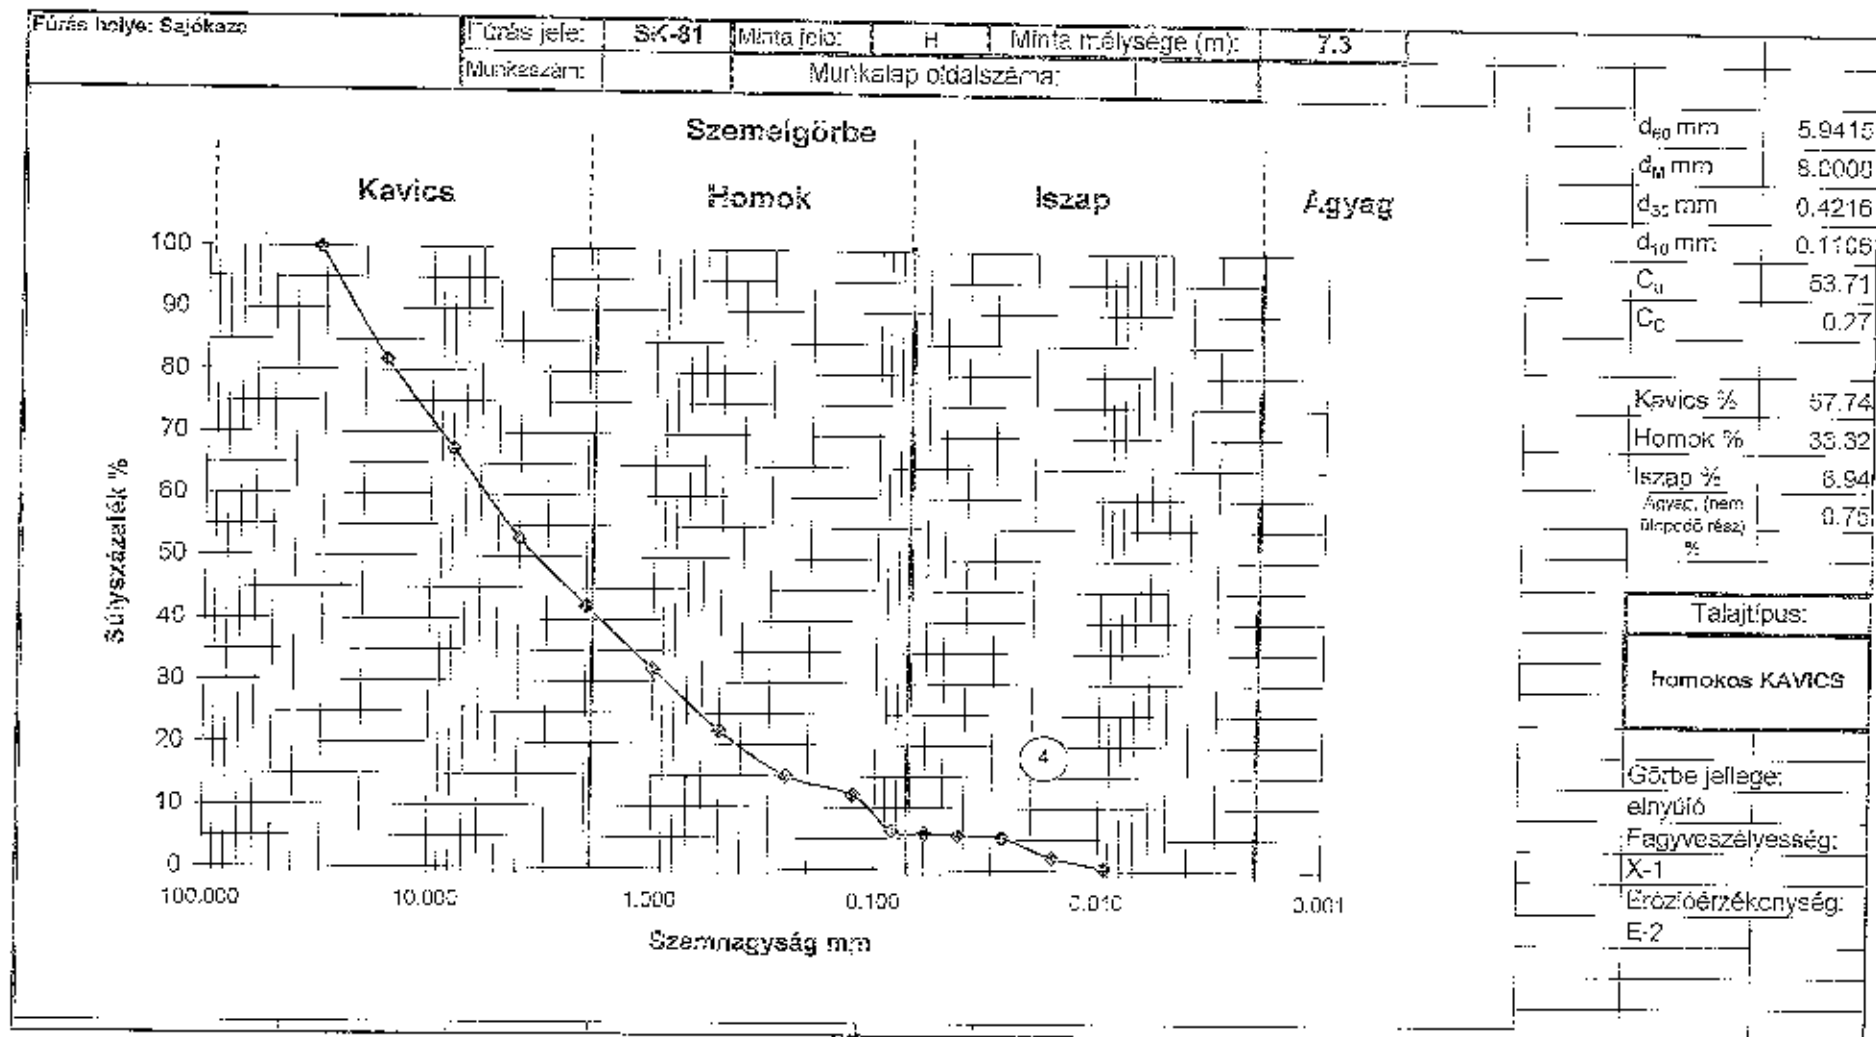 Fúrás helye: Sajókaza
Fúrás jele: SK-81 Minta jele: H Minta mélysége (m): 7.3
Munkaszám: Munkalap oldalszáma:
Szemelgörbe
Kavics Homok Iszap Agyag
Súlyszázalék %
100
90
80
70
60
50
40
30
20
10
0
4
100.000 10.000 1.000 0.100 0.010 0.001
Szemnagyság mm
d60 mm 5.9415
dM mm 8.0000
d30 mm 0.4216
d10 mm 0.1106
Cu 53.71
CC 0.27
Kavics % 57.74
Homok % 33.32
Iszap % 8.94
Agyag, (nem 0.75
ülepedő rész)
%
Talajtípus:
homokos KAVICS
Görbe jellege:
elnyúló
Fagyveszélyesség:
X-1
Erózióérzékenység:
E-2